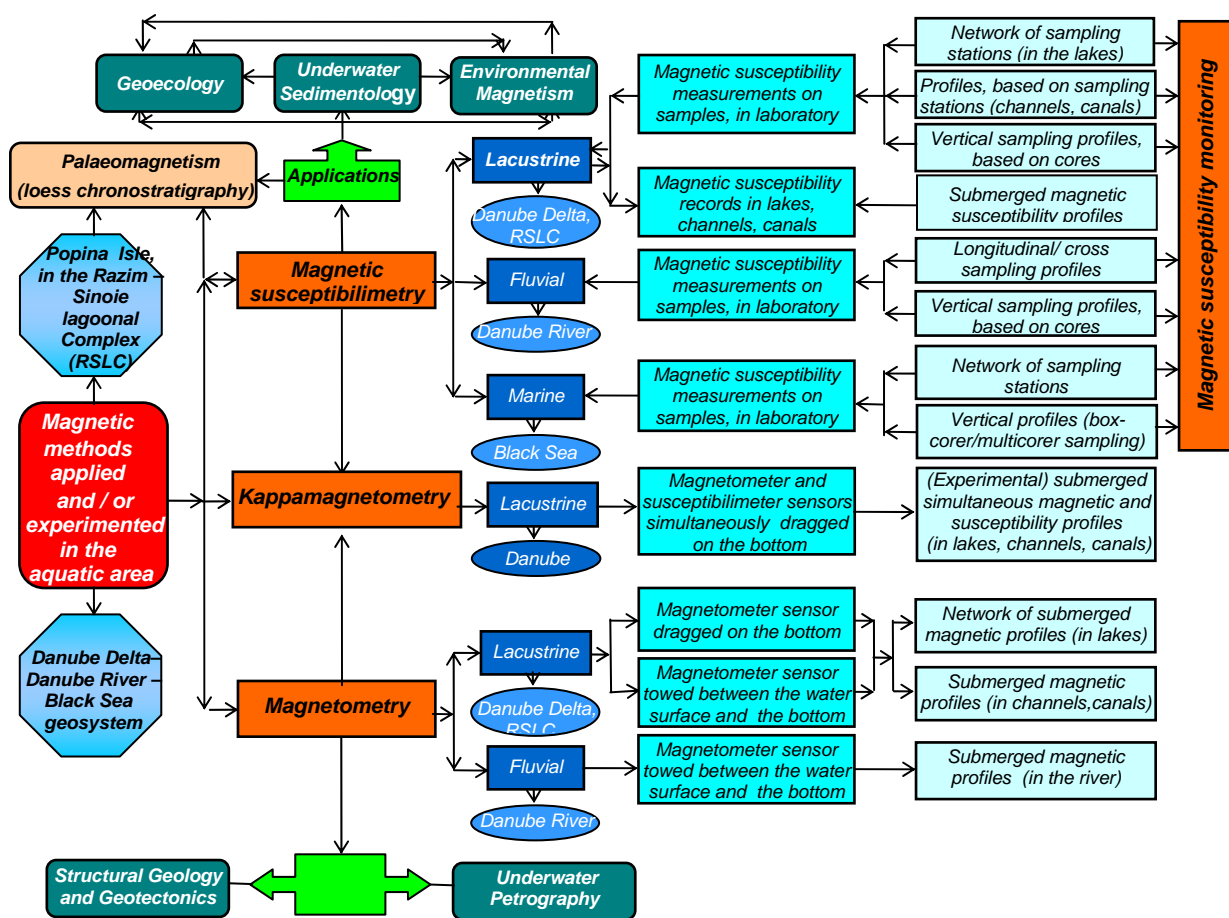 Geoecology
Underwater
Sedimentology
Environmental
Magnetism
Palaeomagnetism
(loess chronostratigraphy)
Applications
Popina Isle,
in the Razim –
Sinoie
lagoonal
Complex
(RSLC)
Magnetic
methods
applied
and / or
experimented
in the
aquatic area
Danube Delta–
Danube River –
Black Sea
geosystem
Magnetic
susceptibilimetry
Kappamagnetometry
Magnetometry
Structural Geology
and Geotectonics
Underwater
Petrography
Lacustrine
Danube Delta,
RSLC
Fluvial
Danube River
Marine
Black Sea
Lacustrine
Danube
Lacustrine
Danube Delta,
RSLC
Fluvial
Danube River
Magnetic susceptibility
measurements on
samples, in laboratory
Magnetic susceptibility
records in lakes,
channels, canals
Magnetic susceptibility
measurements on
samples, in laboratory
Magnetic susceptibility
measurements on
samples, in laboratory
Magnetometer and
susceptibilimeter sensors
simultaneously dragged
on the bottom
Magnetometer sensor
dragged on the bottom
Magnetometer sensor
towed between the water
surface and the bottom
Magnetometer sensor
towed between the water
surface and the bottom
Network of sampling
stations (in the lakes)
Profiles, based on sampling
stations (channels, canals)
Vertical sampling profiles,
based on cores
Submerged magnetic
susceptibility profiles
Longitudinal/ cross
sampling profiles
Vertical sampling profiles,
based on cores
Network of sampling
stations
Vertical profiles (box-
corer/multicorer sampling)
(Experimental) submerged
simultaneous magnetic and
susceptibility profiles
(in lakes, channels, canals)
Network of submerged
magnetic profiles (in lakes)
Submerged magnetic
profiles (in channels,canals)
Submerged magnetic
profiles (in the river)
Magnetic susceptibility monitoring